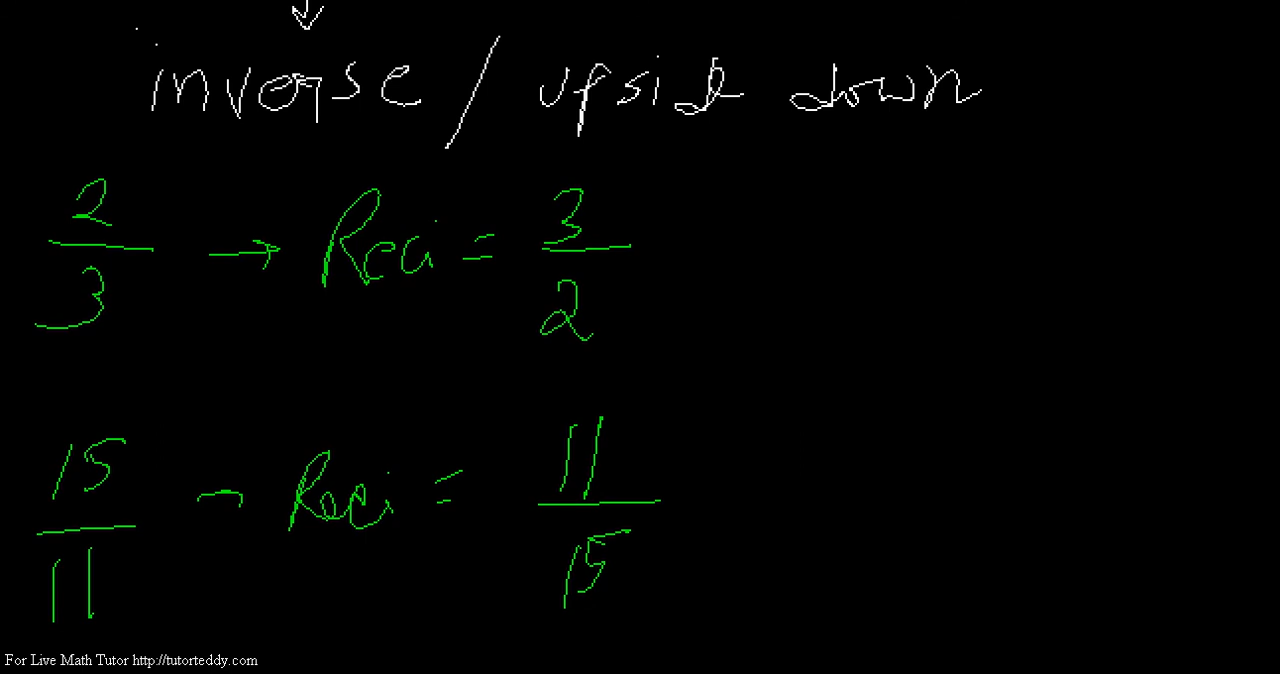 inverse / upside down
2/3 → Reci = 3/2
15/11 → Reci = 11/15
For Live Math Tutor http://tutorteddy.com